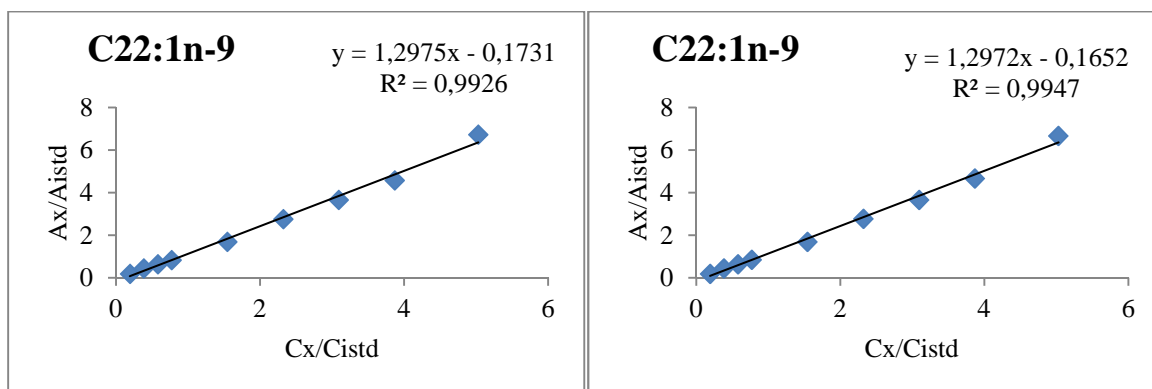 C22:1n-9
y = 1,2975x - 0,1731
R² = 0,9926
8
6
4
2
0
Ax/Aistd
0 2 4 6
Cx/Cistd
C22:1n-9
y = 1,2972x - 0,1652
R² = 0,9947
8
6
4
2
0
Ax/Aistd
0 2 4 6
Cx/Cistd